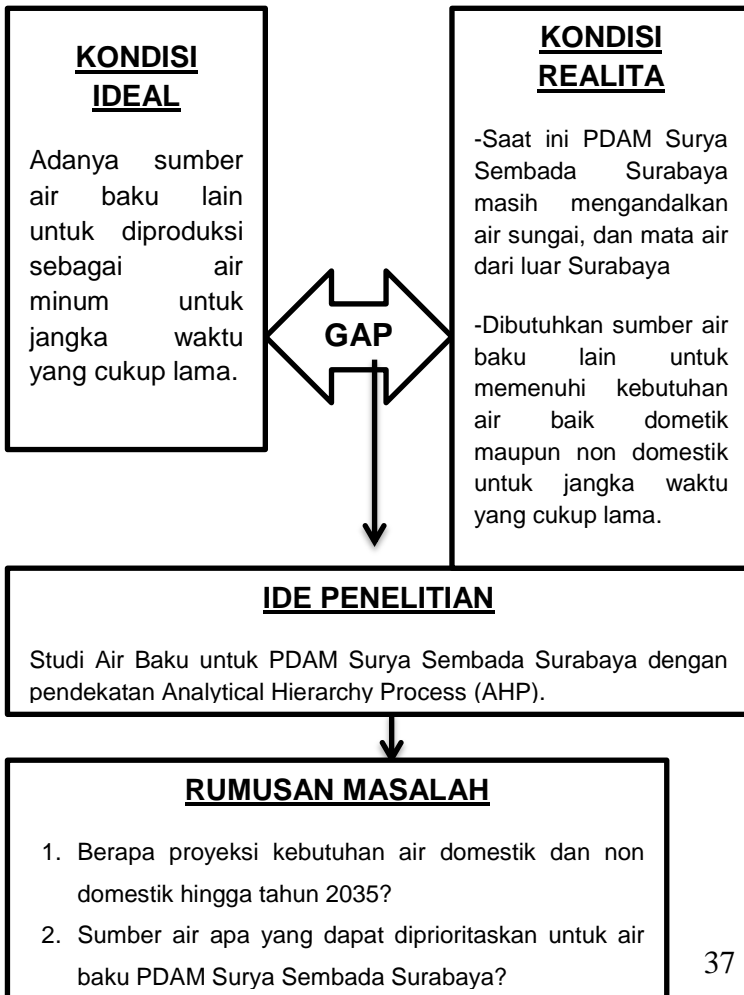 KONDISI
IDEAL
Adanya sumber
air baku lain
untuk diproduksi
sebagai air
minum untuk
jangka waktu
yang cukup lama.
GAP
KONDISI
REALITA
-Saat ini PDAM Surya
Sembada Surabaya
masih mengandalkan
air sungai, dan mata air
dari luar Surabaya
-Dibutuhkan sumber air
baku lain untuk
memenuhi kebutuhan
air baik dometik
maupun non domestik
untuk jangka waktu
yang cukup lama.
IDE PENELITIAN
Studi Air Baku untuk PDAM Surya Sembada Surabaya dengan
pendekatan Analytical Hierarchy Process (AHP).
RUMUSAN MASALAH
1. Berapa proyeksi kebutuhan air domestik dan non
domestik hingga tahun 2035?
2. Sumber air apa yang dapat diprioritaskan untuk air
baku PDAM Surya Sembada Surabaya?
37